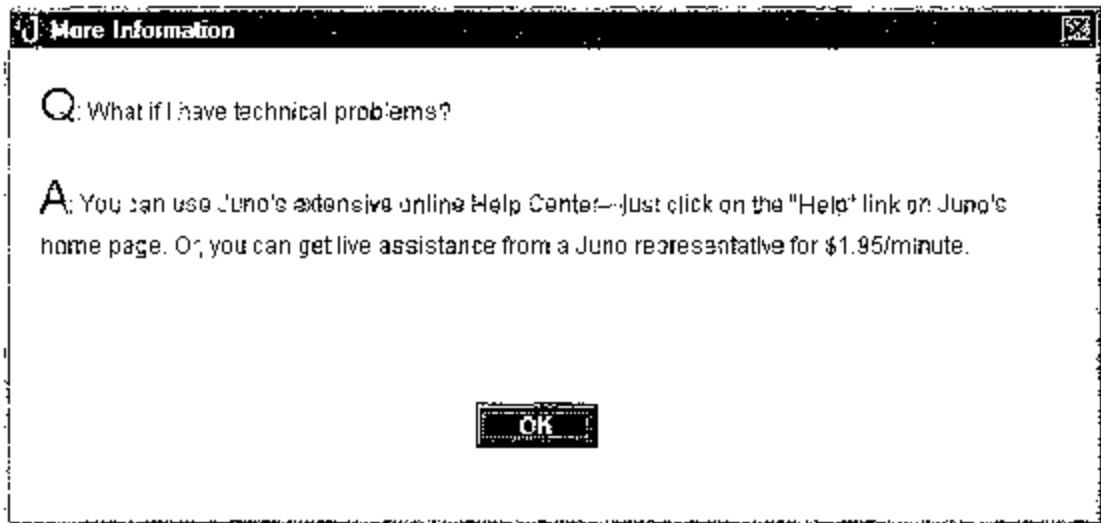 More Information
Q: What if I have technical problems?
A: You can use Juno's extensive online Help Center--just click on the "Help" link on Juno's
home page. Or, you can get live assistance from a Juno representative for $1.95/minute.
OK